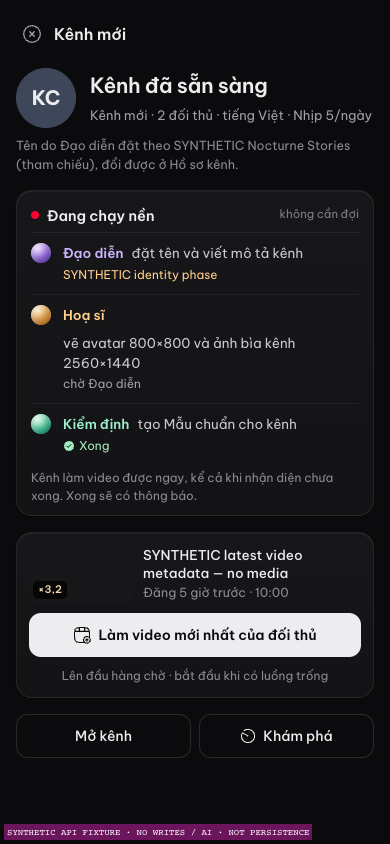 Kênh mới
KC
Kênh đã sẵn sàng
Kênh mới · 2 đối thủ · tiếng Việt · Nhịp 5/ngày
Tên do Đạo diễn đặt theo SYNTHETIC Nocturne Stories
(tham chiếu), đổi được ở Hồ sơ kênh.
Đang chạy nền
không cần đợi
Đạo diễn đặt tên và viết mô tả kênh
SYNTHETIC identity phase
Hoạ sĩ
vẽ avatar 800×800 và ảnh bìa kênh
2560×1440
chờ Đạo diễn
Kiểm định tạo Mẫu chuẩn cho kênh
Xong
Kênh làm video được ngay, kể cả khi nhận diện chưa
xong. Xong sẽ có thông báo.
SYNTHETIC latest video
metadata — no media
×3,2
Đăng 5 giờ trước · 10:00
Làm video mới nhất của đối thủ
Lên đầu hàng chờ · bắt đầu khi có luồng trống
Mở kênh
Khám phá
SYNTHETIC API FIXTURE · NO WRITES / AI · NOT PERSISTENCE